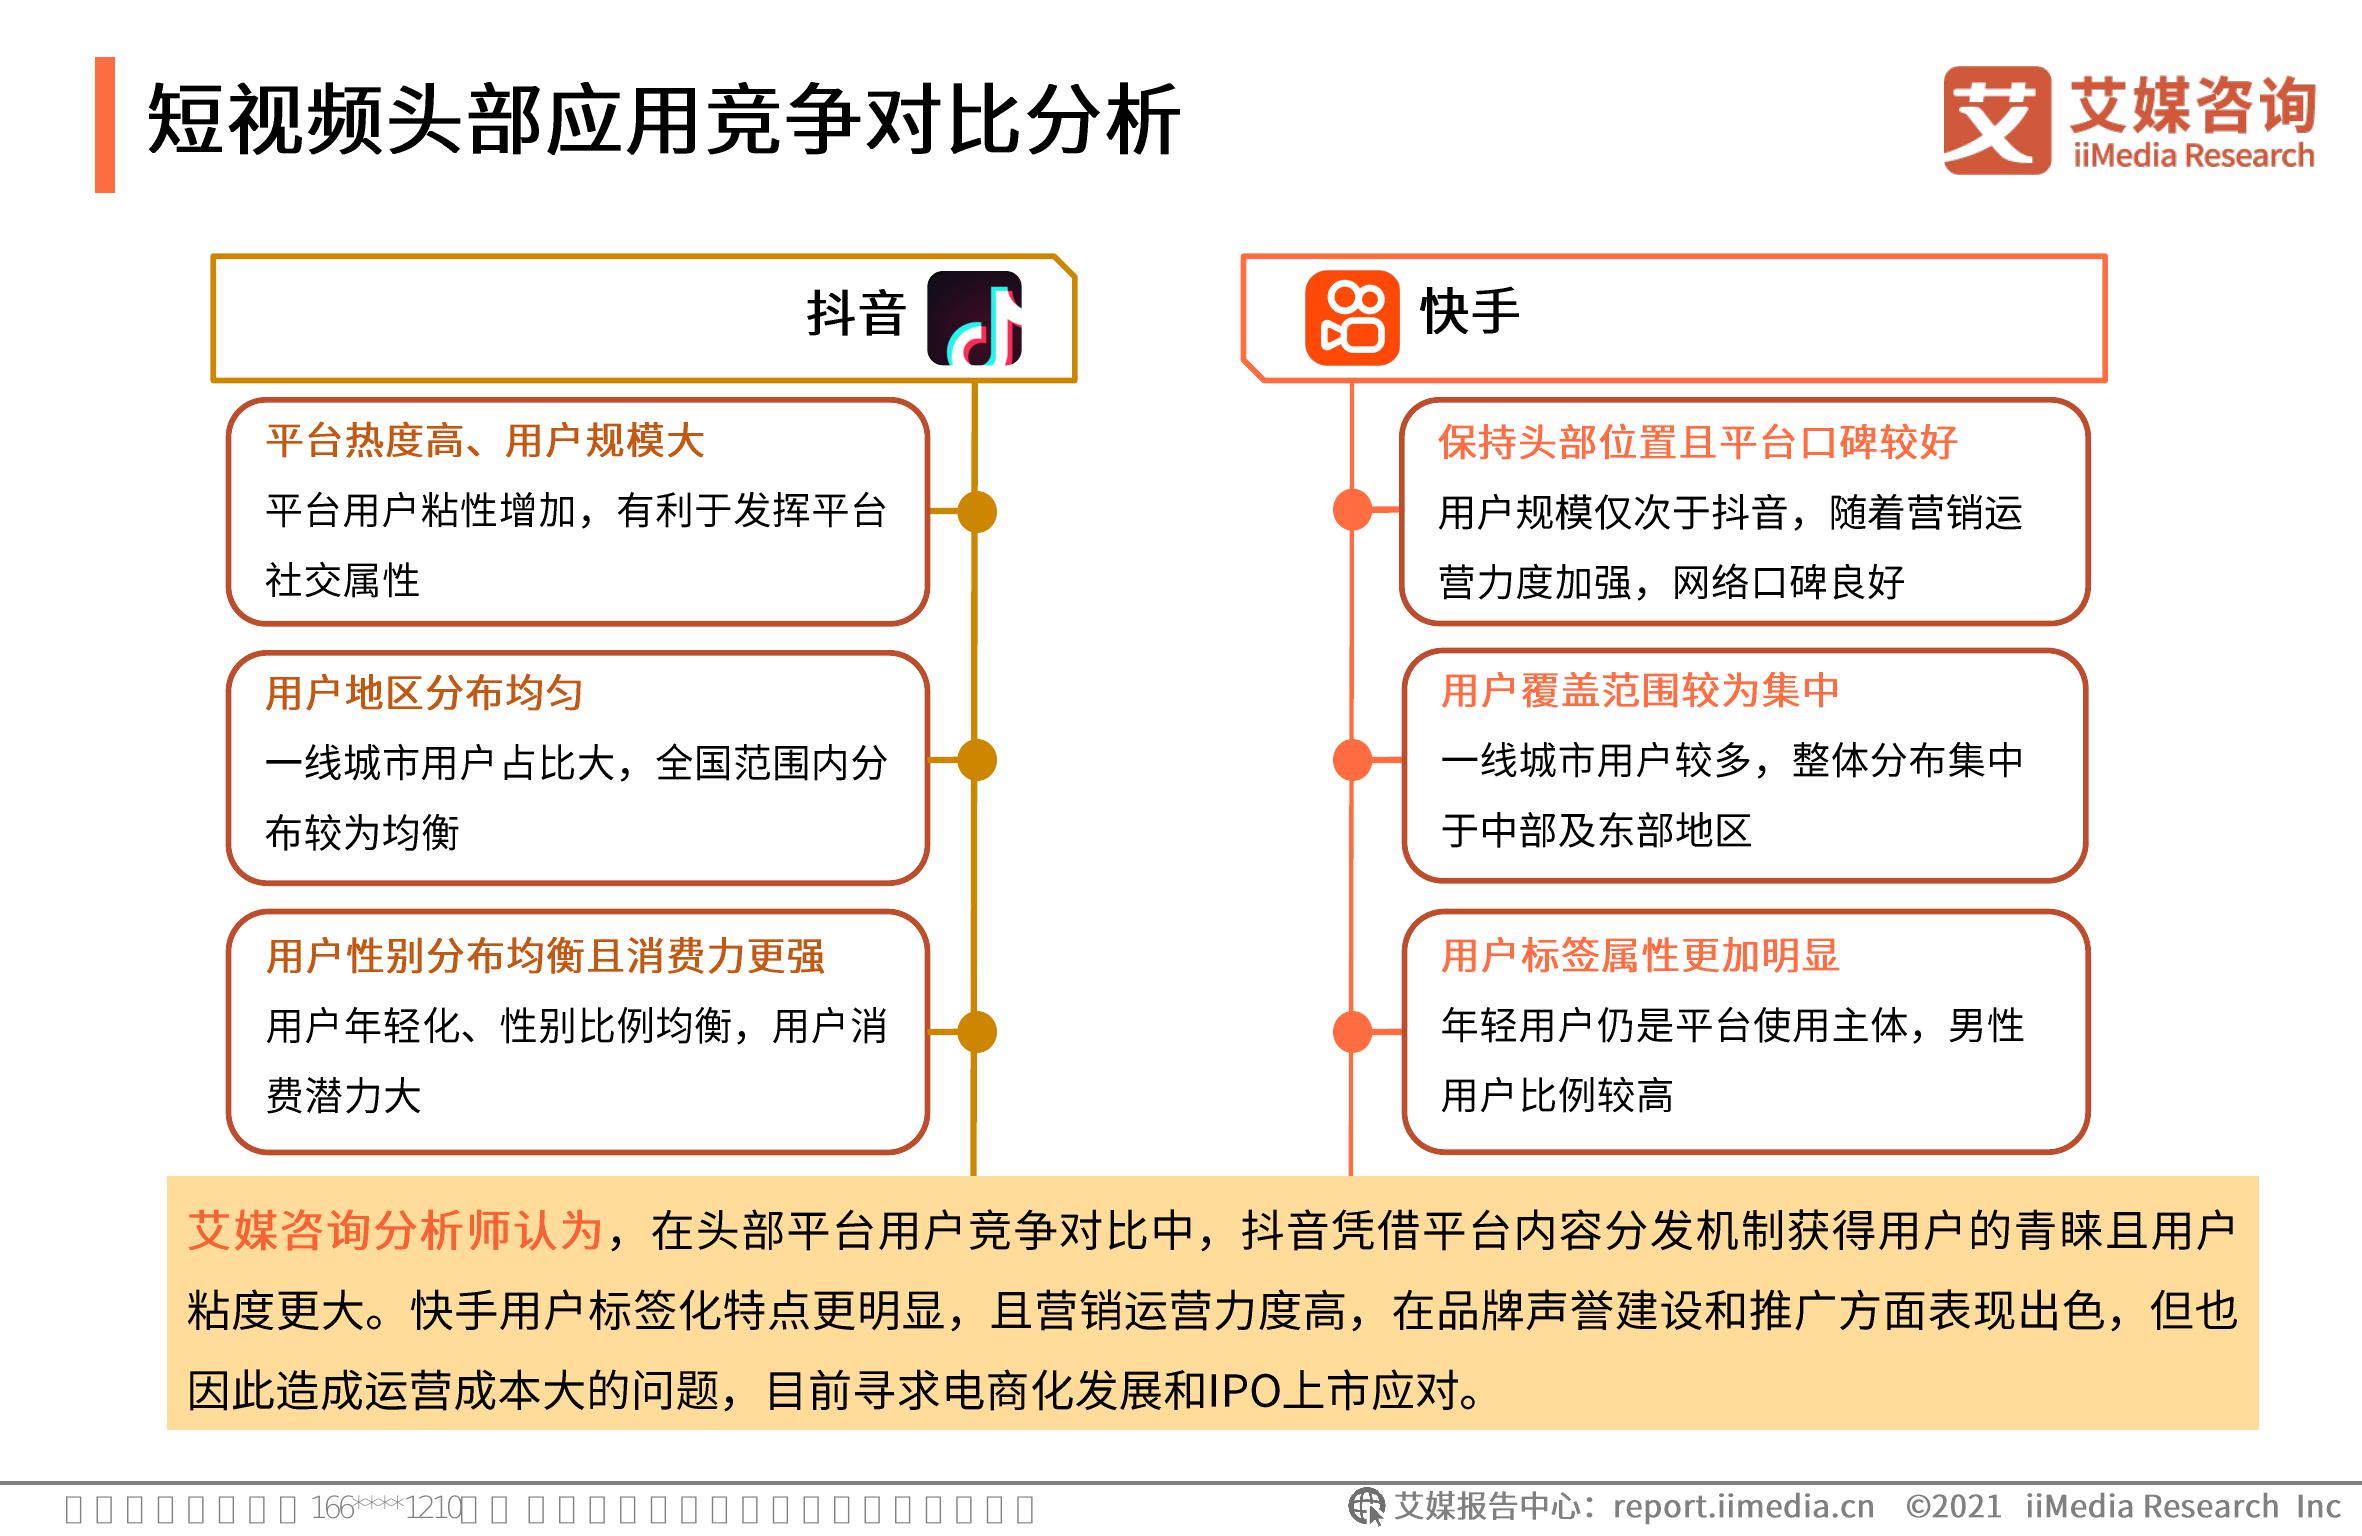 短视频头部应用竞争对比分析
艾
艾媒咨询
iiMedia Research
抖音
平台热度高、用户规模大
平台用户粘性增加，有利于发挥平台
社交属性
用户地区分布均匀
一线城市用户占比大，全国范围内分
布较为均衡
用户性别分布均衡且消费力更强
用户年轻化、性别比例均衡，用户消
费潜力大
快手
保持头部位置且平台口碑较好
用户规模仅次于抖音，随着营销运
营力度加强，网络口碑良好
用户覆盖范围较为集中
一线城市用户较多，整体分布集中
于中部及东部地区
用户标签属性更加明显
年轻用户仍是平台使用主体，男性
用户比例较高
艾媒咨询分析师认为，在头部平台用户竞争对比中，抖音凭借平台内容分发机制获得用户的青睐且用户
粘度更大。快手用户标签化特点更明显，且营销运营力度高，在品牌声誉建设和推广方面表现出色，但也
因此造成运营成本大的问题，目前寻求电商化发展和IPO上市应对。
166****1210
艾媒报告中心：report.iimedia.cn ©2021 iiMedia Research Inc